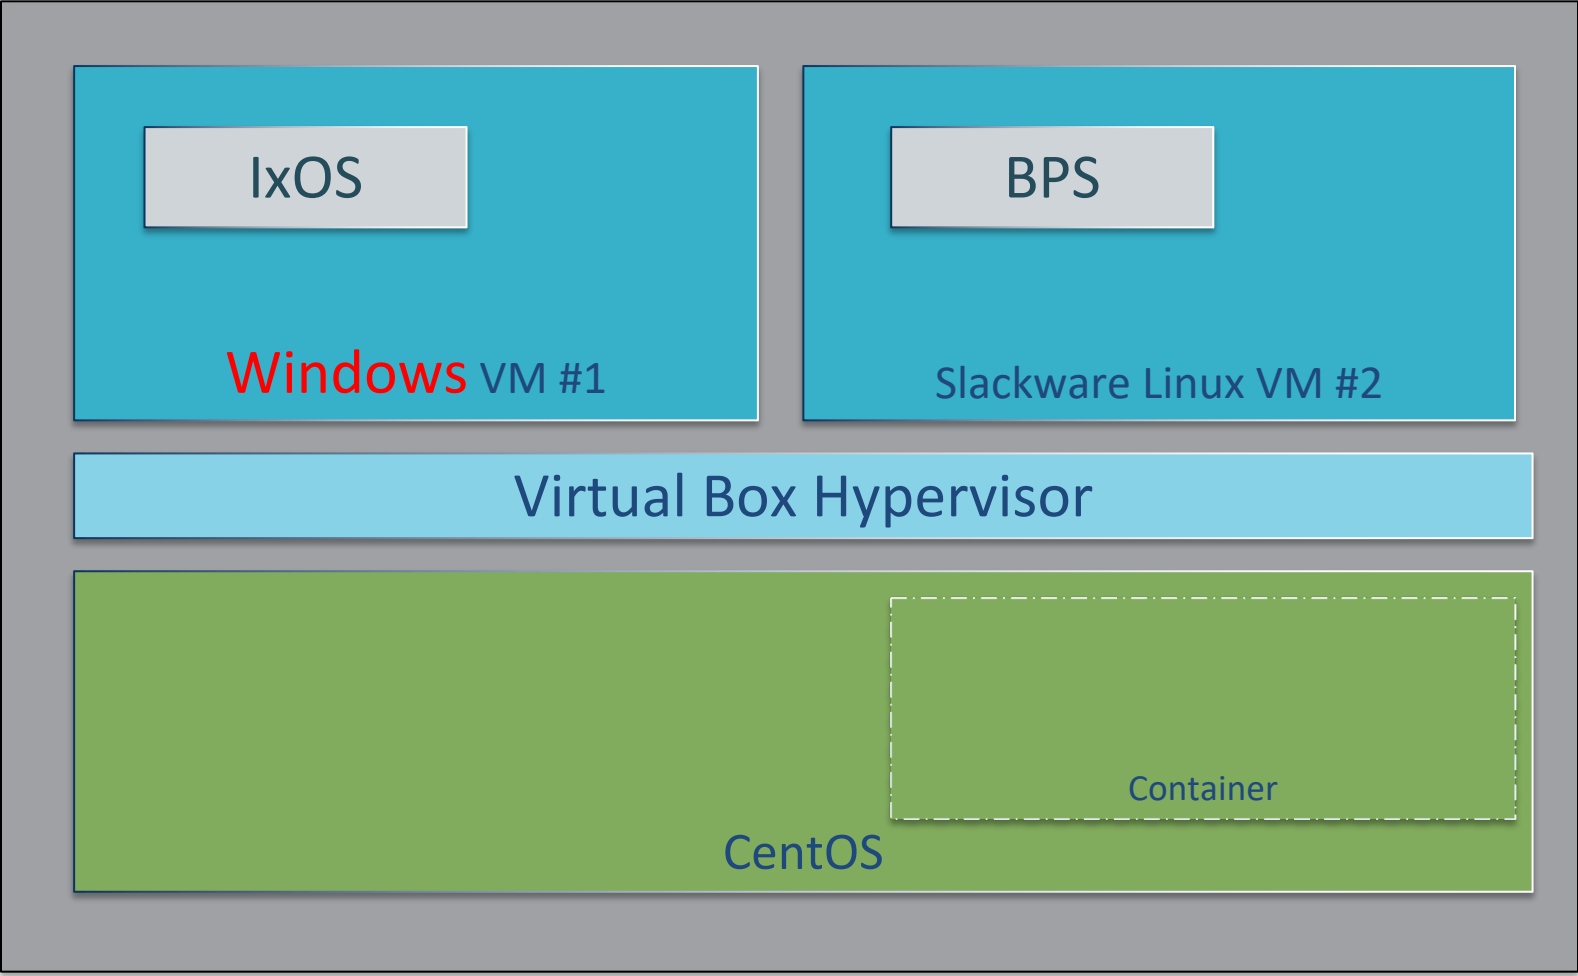 IxOS
BPS
Windows VM #1
Slackware Linux VM #2
Virtual Box Hypervisor
Container
CentOS